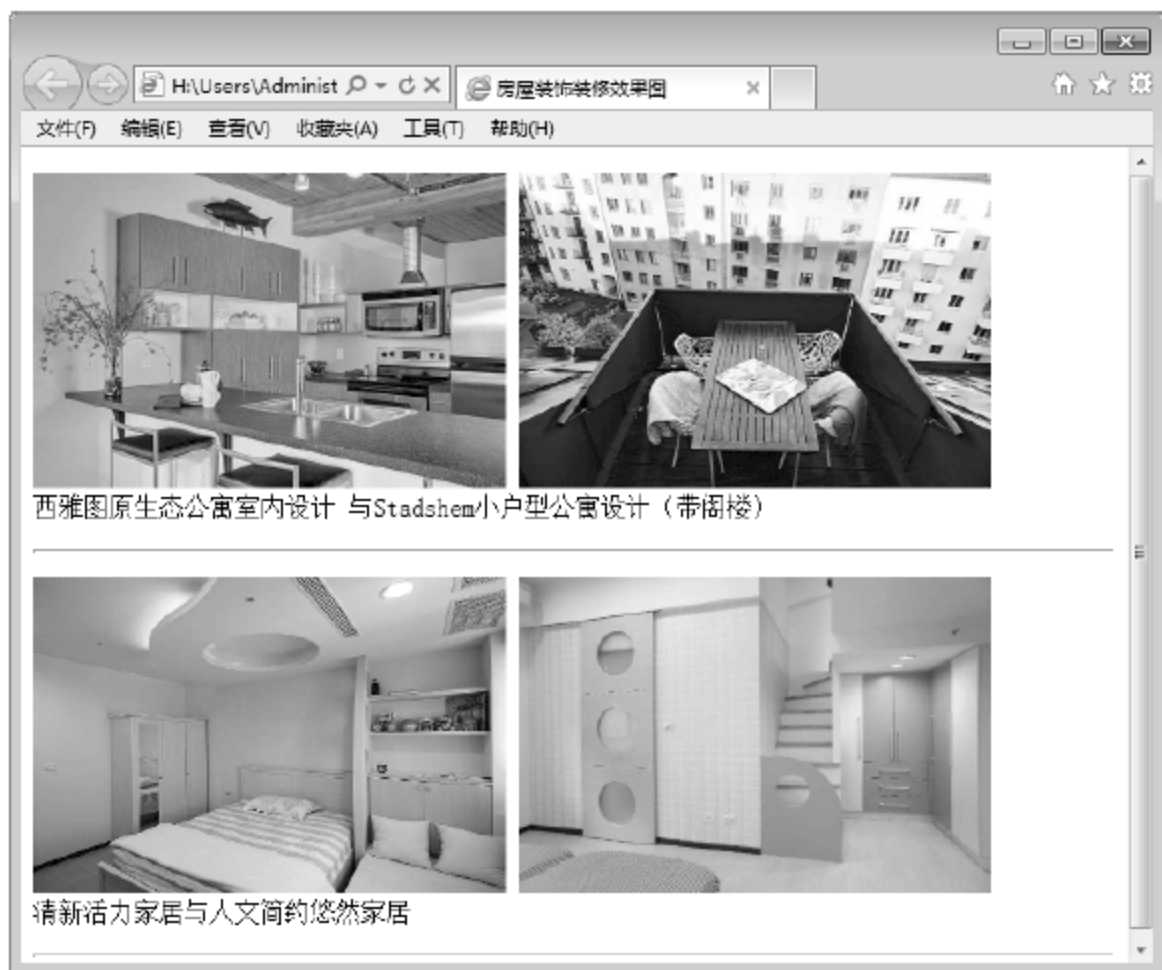 H:\Users\Administ
房屋装饰装修效果图
文件(F) 编辑(E) 查看(V) 收藏夹(A) 工具(T) 帮助(H)
西雅图原生态公寓室内设计 与Stadshem小户型公寓设计（带阁楼）
清新活力家居与人文简约悠然家居